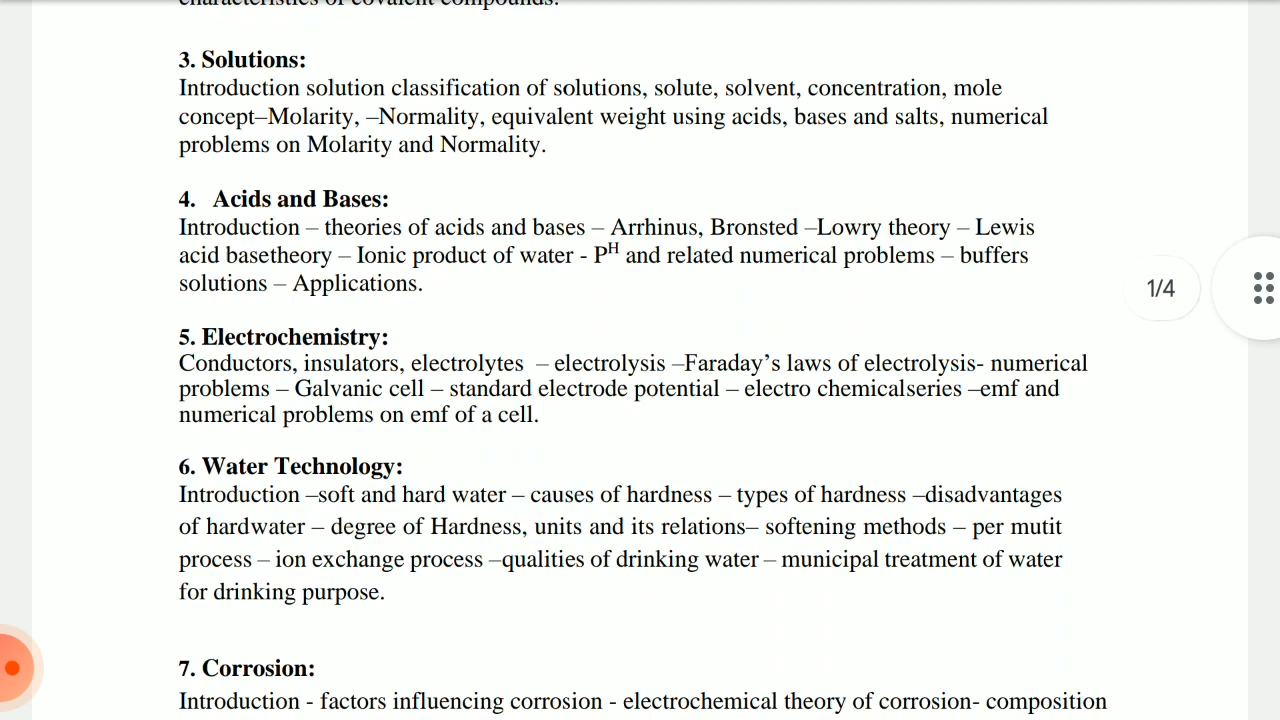 characteristics of covalent compounds.
3. Solutions:
Introduction solution classification of solutions, solute, solvent, concentration, mole
concept–Molarity, –Normality, equivalent weight using acids, bases and salts, numerical
problems on Molarity and Normality.
4. Acids and Bases:
Introduction – theories of acids and bases – Arrhinus, Bronsted –Lowry theory – Lewis
acid basetheory – Ionic product of water - Pᴴ and related numerical problems – buffers
solutions – Applications.
1/4
5. Electrochemistry:
Conductors, insulators, electrolytes – electrolysis –Faraday’s laws of electrolysis- numerical
problems – Galvanic cell – standard electrode potential – electro chemicalseries –emf and
numerical problems on emf of a cell.
6. Water Technology:
Introduction –soft and hard water – causes of hardness – types of hardness –disadvantages
of hardwater – degree of Hardness, units and its relations– softening methods – per mutit
process – ion exchange process –qualities of drinking water – municipal treatment of water
for drinking purpose.
7. Corrosion:
Introduction - factors influencing corrosion - electrochemical theory of corrosion- composition